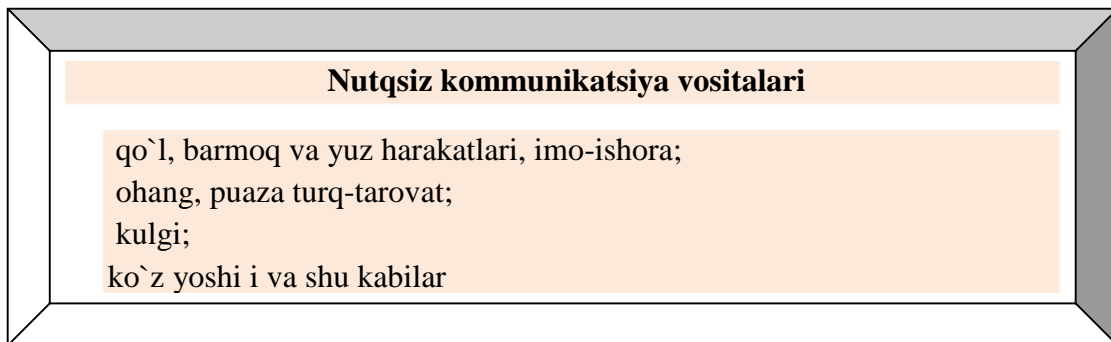 Nutqsiz kommunikatsiya vositalari
qo`l, barmoq va yuz harakatlari, imo-ishora;
ohang, puaza turq-tarovat;
kulgi;
ko`z yoshi i va shu kabilar